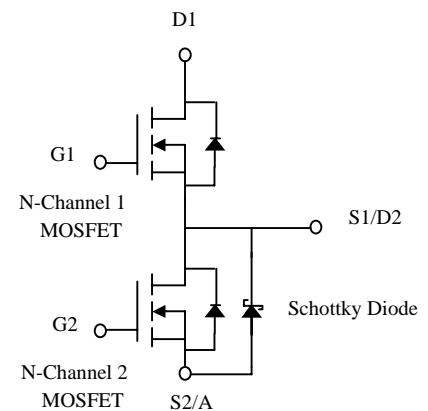 D1
G1
N-Channel 1
MOSFET
S1/D2
Schottky Diode
G2
N-Channel 2
MOSFET
S2/A